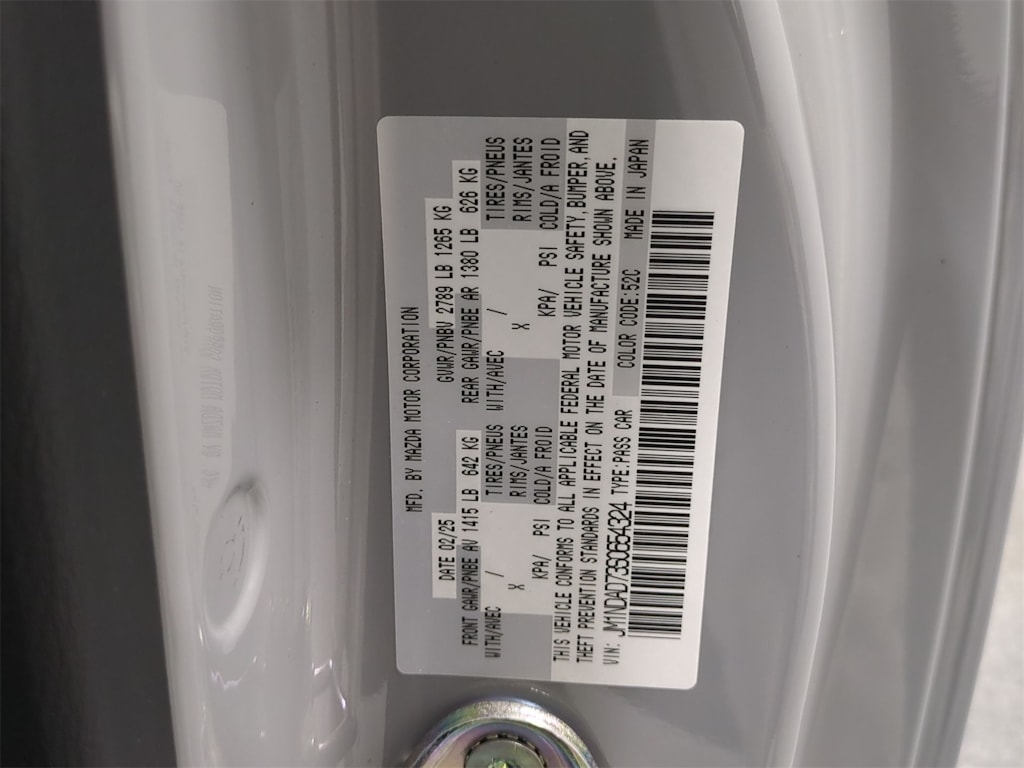 MFD. BY MAZDA MOTOR CORPORATION
DATE 02/25 GVWR/PNBV 2789 LB 1265 KG
FRONT GAWR/PNBE AV 1415 LB 642 KG REAR GAWR/PNBE AR 1380 LB 626 KG
WITH/AVEC / TIRES/PNEUS WITH/AVEC / TIRES/PNEUS
X RIMS/JANTES X RIMS/JANTES
KPA/ PSI COLD/A FROID KPA/ PSI COLD/A FROID
THIS VEHICLE CONFORMS TO ALL APPLICABLE FEDERAL MOTOR VEHICLE SAFETY,BUMPER, AND
THEFT PREVENTION STANDARDS IN EFFECT ON THE DATE OF MANUFACTURE SHOWN ABOVE.
VIN: JM1NDAD73S0654324 TYPE:PASS CAR COLOR CODE:52C MADE IN JAPAN